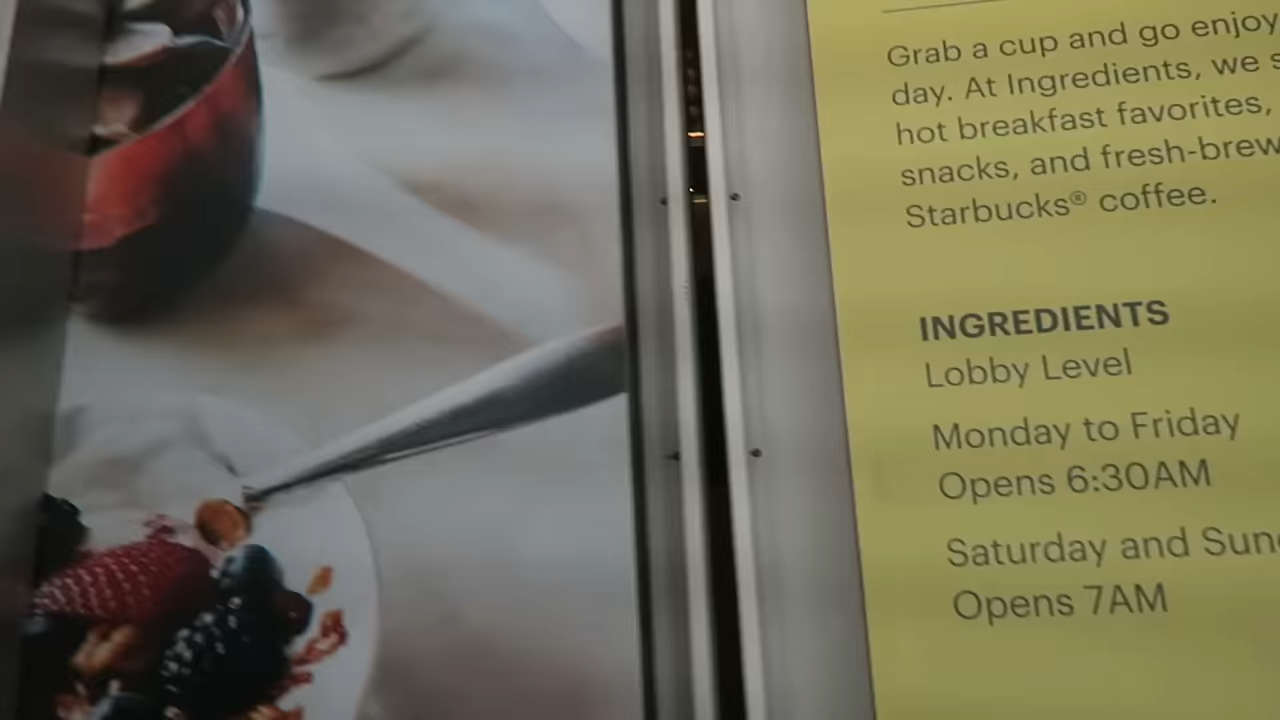 Grab a cup and go enjoy
day. At Ingredients, we
hot breakfast favorites,
snacks, and fresh-brew
Starbucks® coffee.
INGREDIENTS
Lobby Level
Monday to Friday
Opens 6:30AM
Saturday and Sun
Opens 7AM